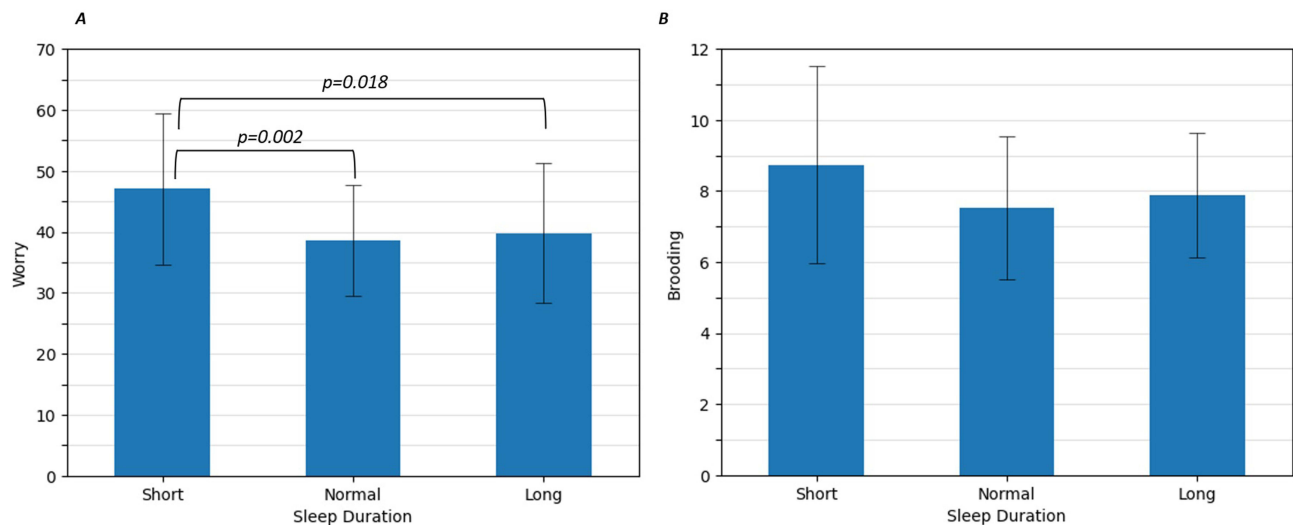 A
70
60
50
40
30
20
10
0
Worry
p=0.018
p=0.002
Short Normal Long
Sleep Duration
B
12
10
8
6
4
2
0
Brooding
Short Normal Long
Sleep Duration